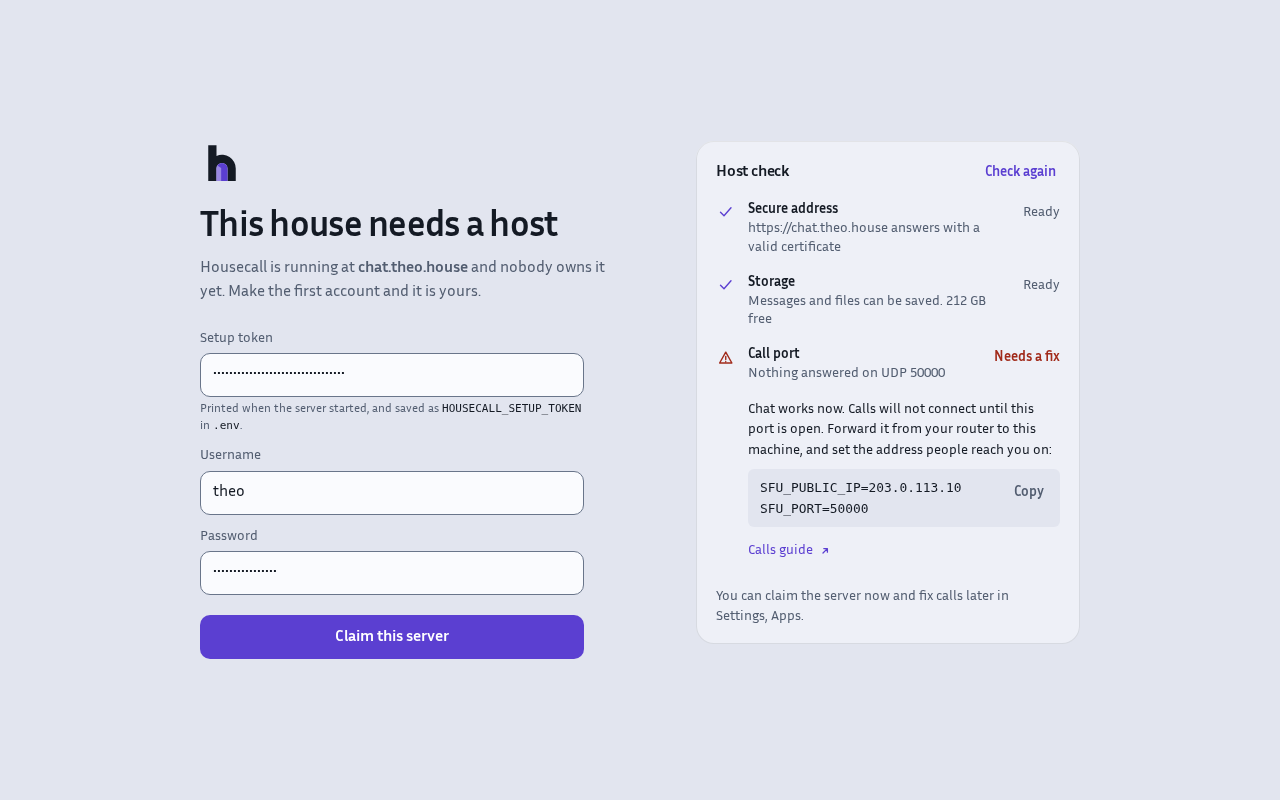 h
This house needs a host
Housecall is running at chat.theo.house and nobody owns it
yet. Make the first account and it is yours.
Setup token
•••••••••••••••••••••••••••••••••
Printed when the server started, and saved as HOUSECALL_SETUP_TOKEN
in .env.
Username
theo
Password
••••••••••••••••
Claim this server
Host check
Check again
Secure address
Ready
https://chat.theo.house answers with a
valid certificate
Storage
Ready
Messages and files can be saved. 212 GB
free
Call port
Needs a fix
Nothing answered on UDP 50000
Chat works now. Calls will not connect until this
port is open. Forward it from your router to this
machine, and set the address people reach you on:
SFU_PUBLIC_IP=203.0.113.10
Copy
SFU_PORT=50000
Calls guide
You can claim the server now and fix calls later in
Settings, Apps.